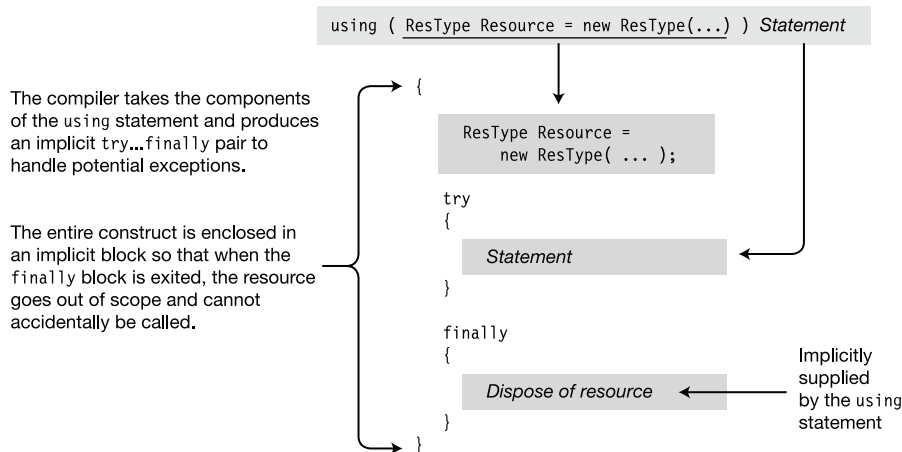 using ( ResType Resource = new ResType(...) ) Statement
The compiler takes the components
of the using statement and produces
an implicit try...finally pair to
handle potential exceptions.
The entire construct is enclosed in
an implicit block so that when the
finally block is exited, the resource
goes out of scope and cannot
accidentally be called.
{
ResType Resource =
new ResType( ... );
try
{
Statement
}
finally
{
Dispose of resource
}
}
Implicitly
supplied
by the using
statement